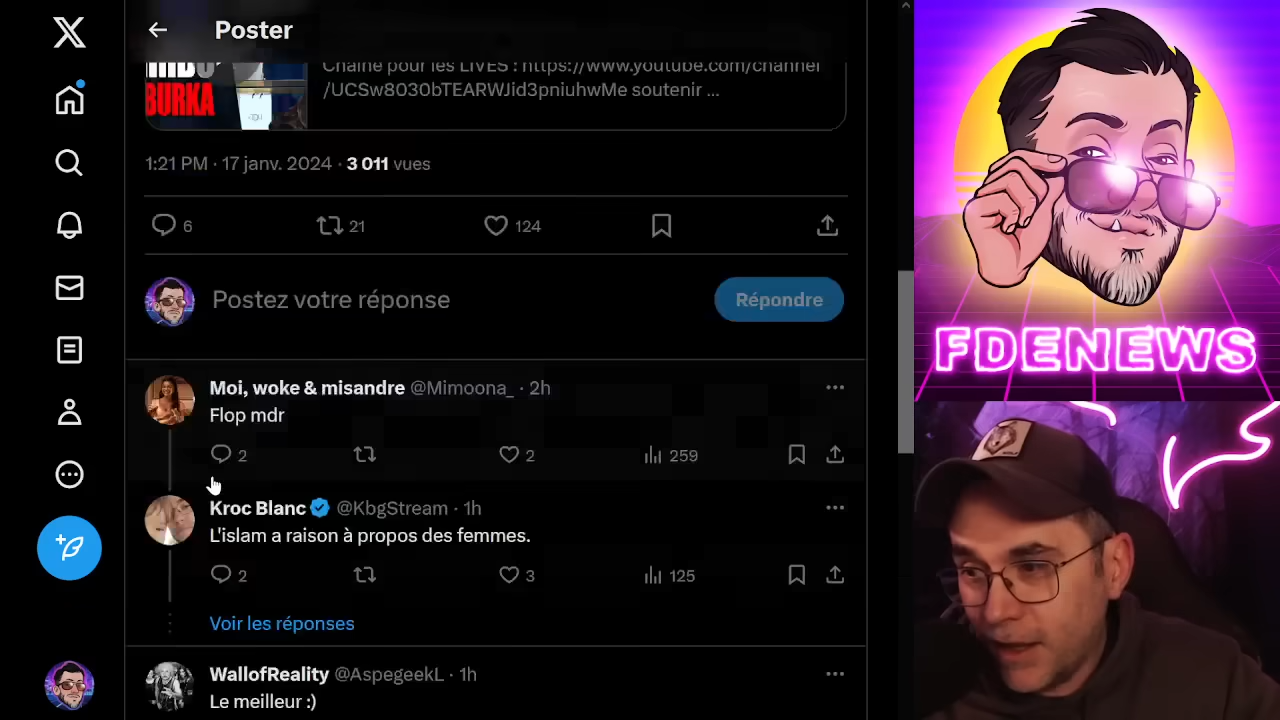 Poster
BURKA
Chaîne pour les LIVES : https://www.youtube.com/channel
/UCSw8030bTEARWJid3pniuhwMe soutenir ...
1:21 PM · 17 janv. 2024 · 3 011 vues
6
21
124
Postez votre réponse
Répondre
Moi, woke & misandre @Mimoona_ · 2h
Flop mdr
2
2
259
Kroc Blanc @KbgStream · 1h
L'islam a raison à propos des femmes.
2
3
125
Voir les réponses
WallofReality @AspegeekL · 1h
Le meilleur :)
FDENEWS